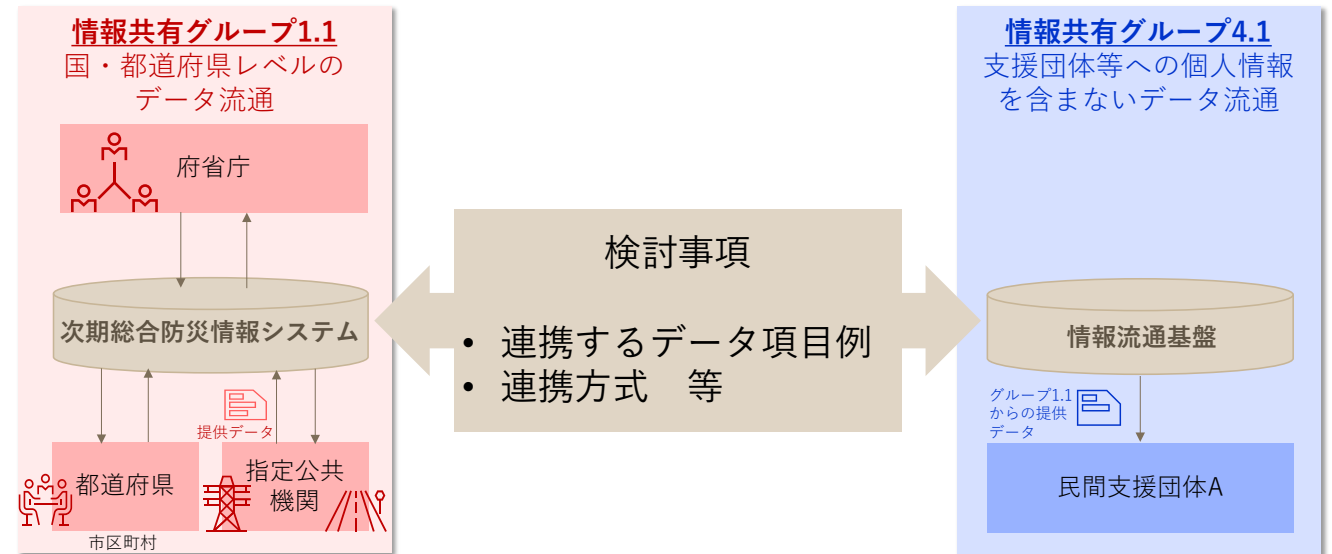 情報共有グループ1.1
国・都道府県レベルの
データ流通
府省庁
次期総合防災情報システム
提供データ
都道府県
指定公共
機関
市区町村
検討事項
• 連携するデータ項目例
• 連携方式　等
情報共有グループ4.1
支援団体等への個人情報
を含まないデータ流通
情報流通基盤
グループ1.1
からの提供
データ
民間支援団体A